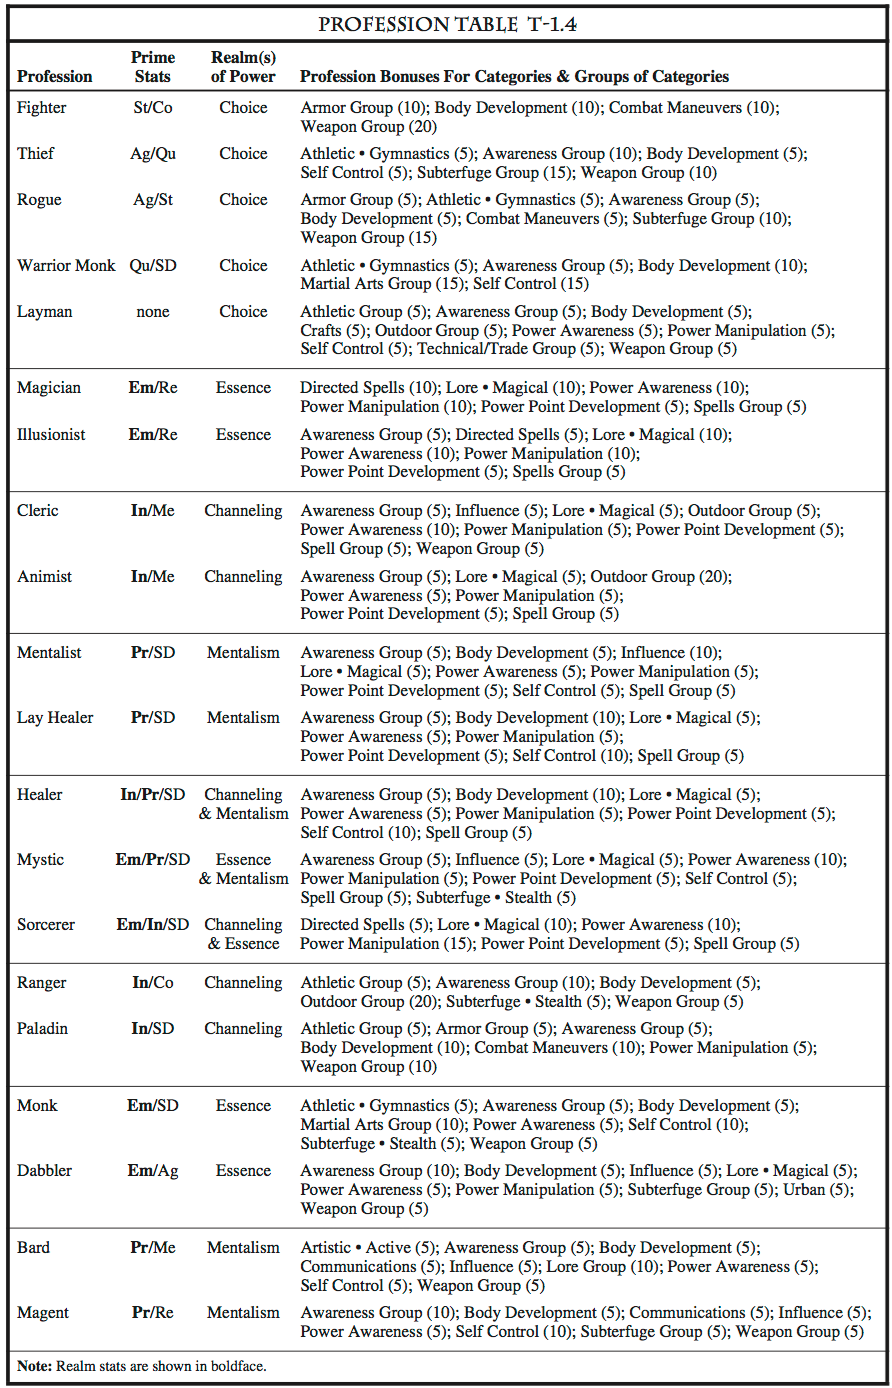 PROFESSION TABLE T-1.4
Profession Prime Stats Realm(s) of Power Profession Bonuses For Categories & Groups of Categories
Fighter St/Co Choice Armor Group (10); Body Development (10); Combat Maneuvers (10);
Weapon Group (20)
Thief Ag/Qu Choice Athletic • Gymnastics (5); Awareness Group (10); Body Development (5);
Self Control (5); Subterfuge Group (15); Weapon Group (10)
Rogue Ag/St Choice Armor Group (5); Athletic • Gymnastics (5); Awareness Group (5);
Body Development (5); Combat Maneuvers (5); Subterfuge Group (10);
Weapon Group (15)
Warrior Monk Qu/SD Choice Athletic • Gymnastics (5); Awareness Group (5); Body Development (10);
Martial Arts Group (15); Self Control (15)
Layman none Choice Athletic Group (5); Awareness Group (5); Body Development (5);
Crafts (5); Outdoor Group (5); Power Awareness (5); Power Manipulation (5);
Self Control (5); Technical/Trade Group (5); Weapon Group (5)
Magician Em/Re Essence Directed Spells (10); Lore • Magical (10); Power Awareness (10);
Power Manipulation (10); Power Point Development (5); Spells Group (5)
Illusionist Em/Re Essence Awareness Group (5); Directed Spells (5); Lore • Magical (10);
Power Awareness (10); Power Manipulation (10);
Power Point Development (5); Spells Group (5)
Cleric In/Me Channeling Awareness Group (5); Influence (5); Lore • Magical (5); Outdoor Group (5);
Power Awareness (10); Power Manipulation (5); Power Point Development (5);
Spell Group (5); Weapon Group (5)
Animist In/Me Channeling Awareness Group (5); Lore • Magical (5); Outdoor Group (20);
Power Awareness (5); Power Manipulation (5);
Power Point Development (5); Spell Group (5)
Mentalist Pr/SD Mentalism Awareness Group (5); Body Development (5); Influence (10);
Lore • Magical (5); Power Awareness (5); Power Manipulation (5);
Power Point Development (5); Self Control (5); Spell Group (5)
Lay Healer Pr/SD Mentalism Awareness Group (5); Body Development (10); Lore • Magical (5);
Power Awareness (5); Power Manipulation (5);
Power Point Development (5); Self Control (10); Spell Group (5)
Healer In/Pr/SD Channeling Awareness Group (5); Body Development (10); Lore • Magical (5);
& Mentalism Power Awareness (5); Power Manipulation (5); Power Point Development (5);
Self Control (10); Spell Group (5)
Mystic Em/Pr/SD Essence Awareness Group (5); Influence (5); Lore • Magical (5); Power Awareness (10);
& Mentalism Power Manipulation (5); Power Point Development (5); Self Control (5);
Spell Group (5); Subterfuge • Stealth (5)
Sorcerer Em/In/SD Channeling Directed Spells (5); Lore • Magical (10); Power Awareness (10);
& Essence Power Manipulation (15); Power Point Development (5); Spell Group (5)
Ranger In/Co Channeling Athletic Group (5); Awareness Group (10); Body Development (5);
Outdoor Group (20); Subterfuge • Stealth (5); Weapon Group (5)
Paladin In/SD Channeling Athletic Group (5); Armor Group (5); Awareness Group (5);
Body Development (10); Combat Maneuvers (10); Power Manipulation (5);
Weapon Group (10)
Monk Em/SD Essence Athletic • Gymnastics (5); Awareness Group (5); Body Development (5);
Martial Arts Group (10); Power Awareness (5); Self Control (10);
Subterfuge • Stealth (5); Weapon Group (5)
Dabbler Em/Ag Essence Awareness Group (10); Body Development (5); Influence (5); Lore • Magical (5);
Power Awareness (5); Power Manipulation (5); Subterfuge Group (5); Urban (5);
Weapon Group (5)
Bard Pr/Me Mentalism Artistic • Active (5); Awareness Group (5); Body Development (5);
Communications (5); Influence (5); Lore Group (10); Power Awareness (5);
Self Control (5); Weapon Group (5)
Magent Pr/Re Mentalism Awareness Group (10); Body Development (5); Communications (5); Influence (5);
Power Awareness (5); Self Control (10); Subterfuge Group (5); Weapon Group (5)
Note: Realm stats are shown in boldface.